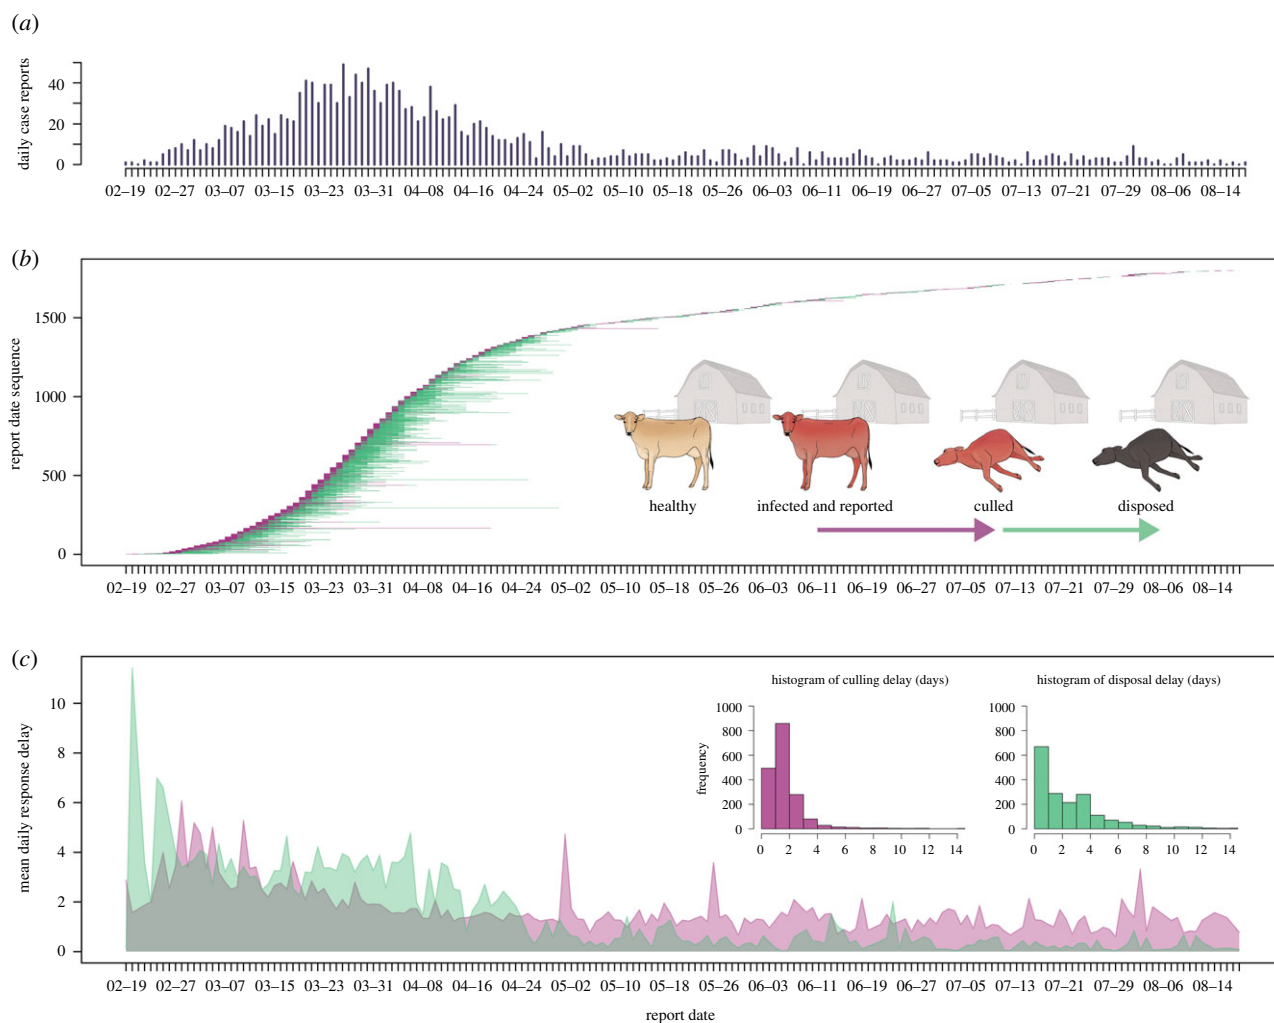 (a)
daily case reports
40
20
0
02–19 02–27 03–07 03–15 03–23 03–31 04–08 04–16 04–24 05–02 05–10 05–18 05–26 06–03 06–11 06–19 06–27 07–05 07–13 07–21 07–29 08–06 08–14
(b)
report date sequence
1500
1000
500
0
healthy infected and reported culled disposed
02–19 02–27 03–07 03–15 03–23 03–31 04–08 04–16 04–24 05–02 05–10 05–18 05–26 06–03 06–11 06–19 06–27 07–05 07–13 07–21 07–29 08–06 08–14
(c)
mean daily response delay
10
8
6
4
2
0
histogram of culling delay (days)
frequency
1000
800
600
400
200
0
0 2 4 6 8 10 12 14
histogram of disposal delay (days)
1000
800
600
400
200
0
0 2 4 6 8 10 12 14
02–19 02–27 03–07 03–15 03–23 03–31 04–08 04–16 04–24 05–02 05–10 05–18 05–26 06–03 06–11 06–19 06–27 07–05 07–13 07–21 07–29 08–06 08–14
report date